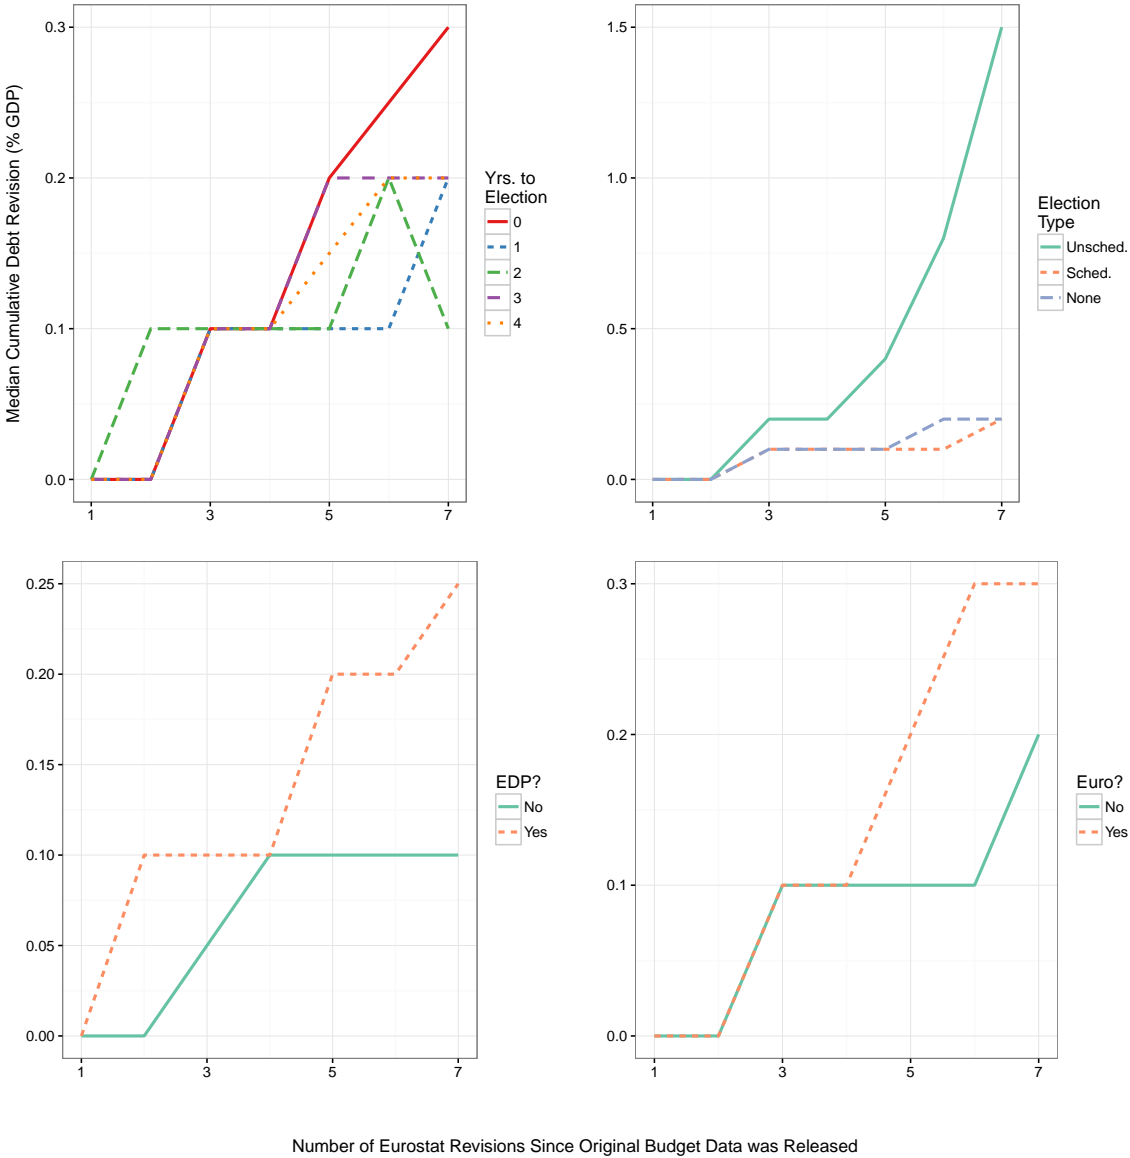 Median Cumulative Debt Revision (% GDP)
0.3
0.2
0.1
0.0
1 3 5 7
Yrs. to
Election
0
1
2
3
4
1.5
1.0
0.5
0.0
1 3 5 7
Election
Type
Unsched.
Sched.
None
0.25
0.20
0.15
0.10
0.05
0.00
1 3 5 7
EDP?
No
Yes
0.3
0.2
0.1
0.0
1 3 5 7
Euro?
No
Yes
Number of Eurostat Revisions Since Original Budget Data was Released